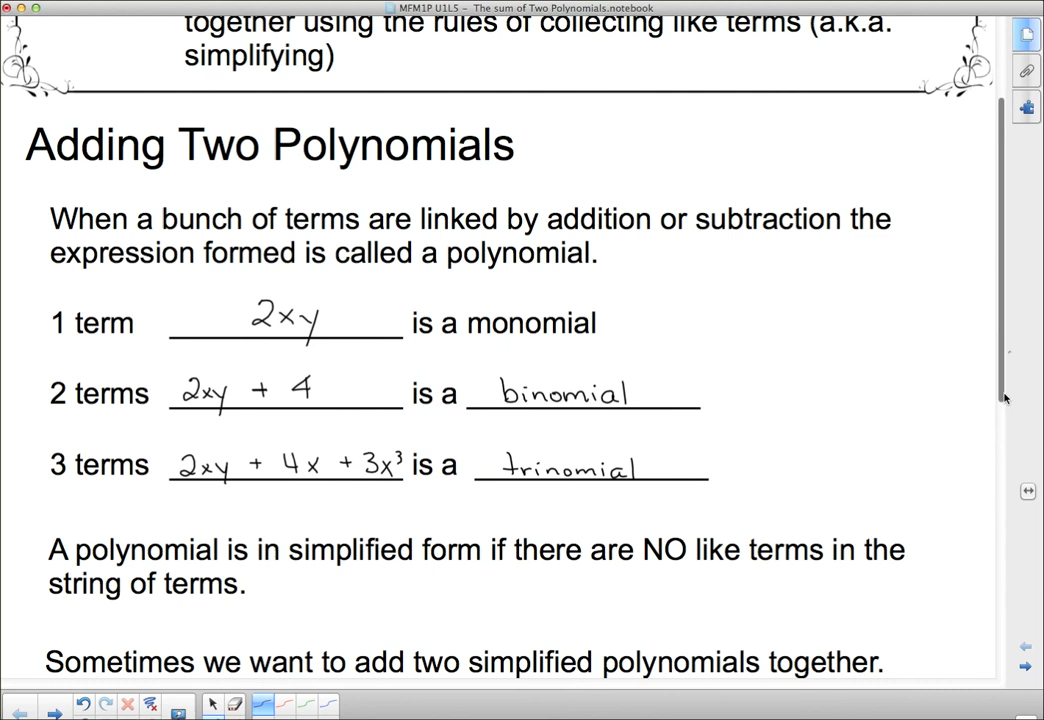 MFM1P U1L5 – The sum of Two Polynomials.notebook
together using the rules of collecting like terms (a.k.a.
simplifying)
Adding Two Polynomials
When a bunch of terms are linked by addition or subtraction the
expression formed is called a polynomial.
1 term 2xy is a monomial
2 terms 2xy + 4 is a binomial
3 terms 2xy + 4x + 3x³ is a trinomial
A polynomial is in simplified form if there are NO like terms in the
string of terms.
Sometimes we want to add two simplified polynomials together.